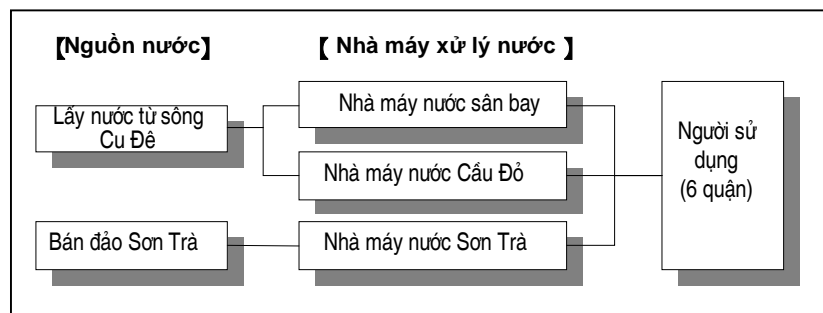 【Nguồn nước】
【 Nhà máy xử lý nước 】
Lấy nước từ sông
Cu Đê
Nhà máy nước sân bay
Nhà máy nước Cầu Đỏ
Bán đảo Sơn Trà
Nhà máy nước Sơn Trà
Người sử
dụng
(6 quận)